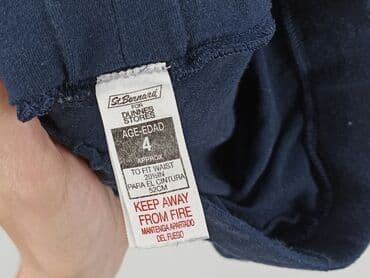 St Bernard
FOR
DUNNES
STORES
AGE-EDAD
4
APPROX
TO FIT WAIST
20½IN
PARA EL CINTURA
52CM
KEEP AWAY
FROM FIRE
MANTENGA APARTADO
DEL FUEGO